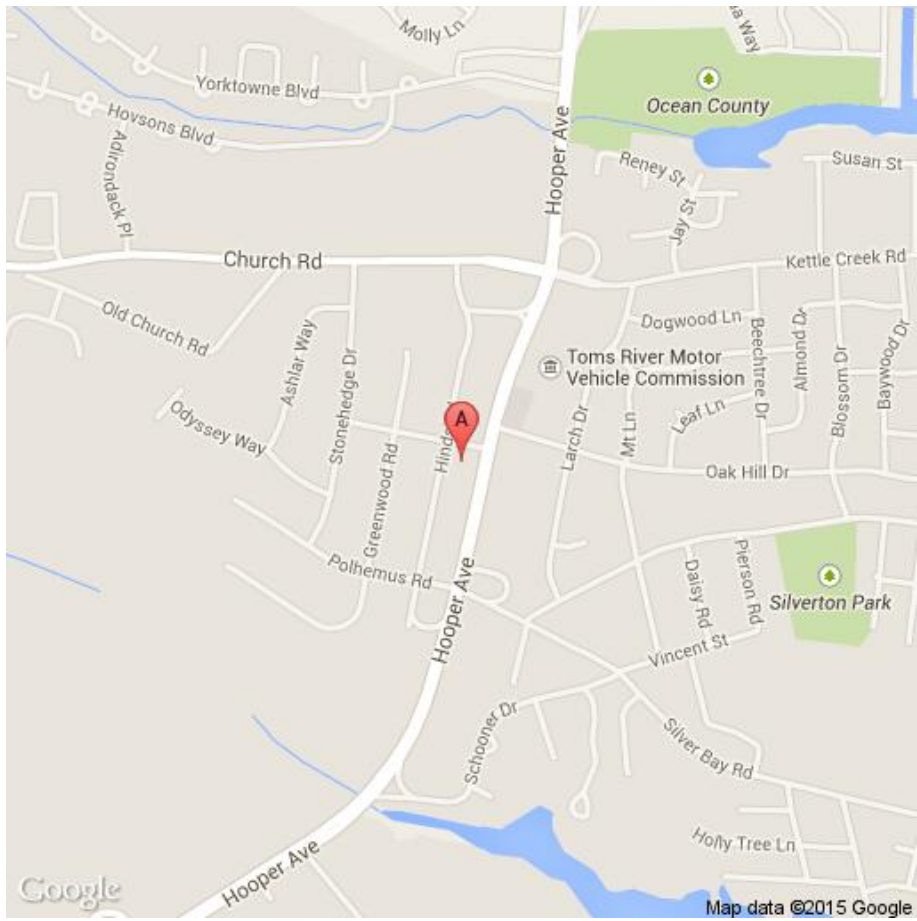 Molly Ln
a Way
Yorktowne Blvd
Ocean County
Hovsons Blvd
Adirondack Pl
Hooper Ave
Reney St
Susan St
Jay St
Church Rd
Kettle Creek Rd
Old Church Rd
Dogwood Ln
Ashlar Way
Stonehedge Dr
Beechtree Dr
Almond Dr
Blossom Dr
Baywood Dr
Toms River Motor
Vehicle Commission
Odyssey Way
A
Larch Dr
Mt Ln
Leaf Ln
Greenwood Rd
Oak Hill Dr
Polhemus Rd
Hooper Ave
Daisy Rd
Pierson Rd
Silverton Park
Vincent St
Schooner Dr
Silver Bay Rd
Holly Tree Ln
Hooper Ave
Google
Map data ©2015 Google